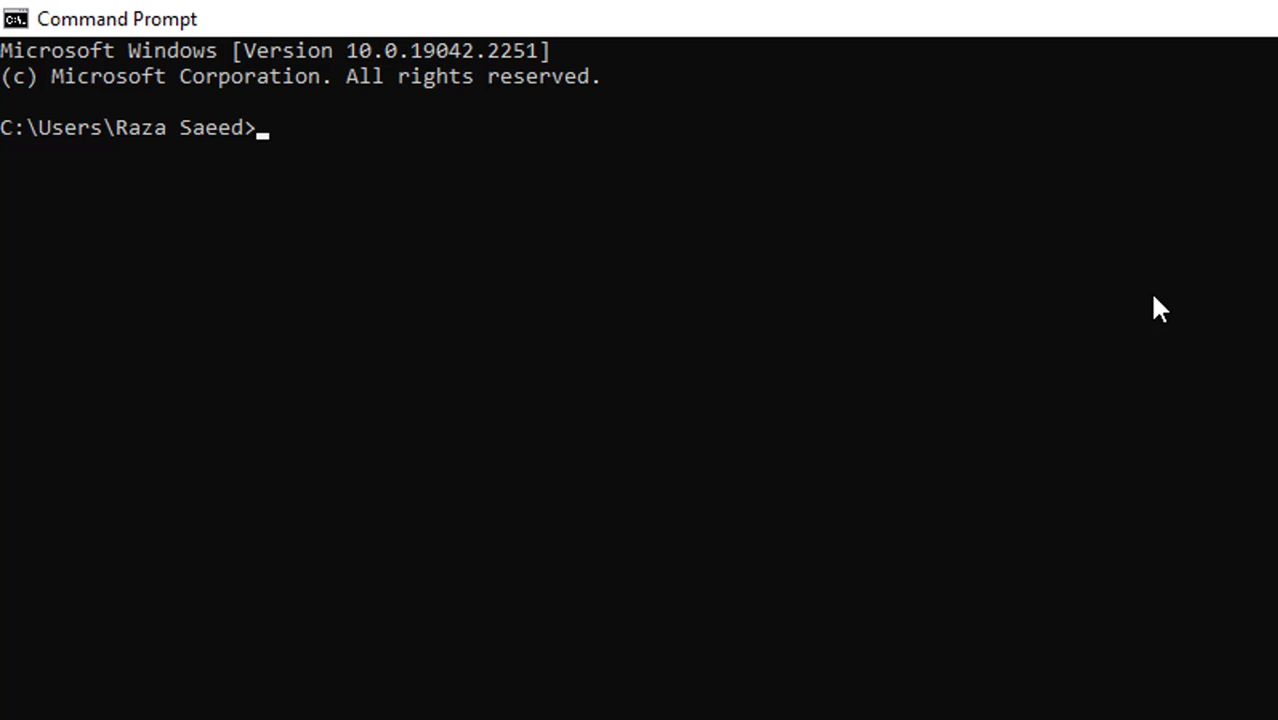 Command Prompt
Microsoft Windows [Version 10.0.19042.2251]
(c) Microsoft Corporation. All rights reserved.
C:\Users\Raza Saeed>